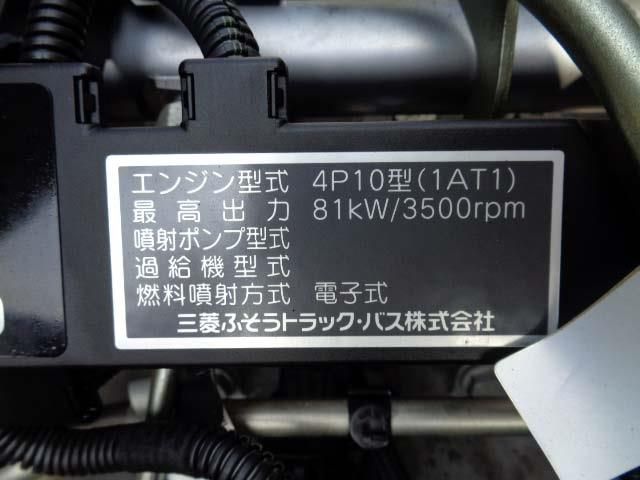 エンジン型式 4P10型(1AT1)
最高出力 81kW/3500rpm
噴射ポンプ型式
過給機型式
燃料噴射方式 電子式
三菱ふそうトラック・バス株式会社